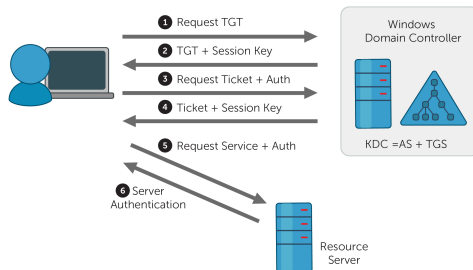 1 Request TGT
2 TGT + Session Key
3 Request Ticket + Auth
4 Ticket + Session Key
5 Request Service + Auth
6 Server
Authentication
Windows
Domain Controller
KDC =AS + TGS
Resource
Server